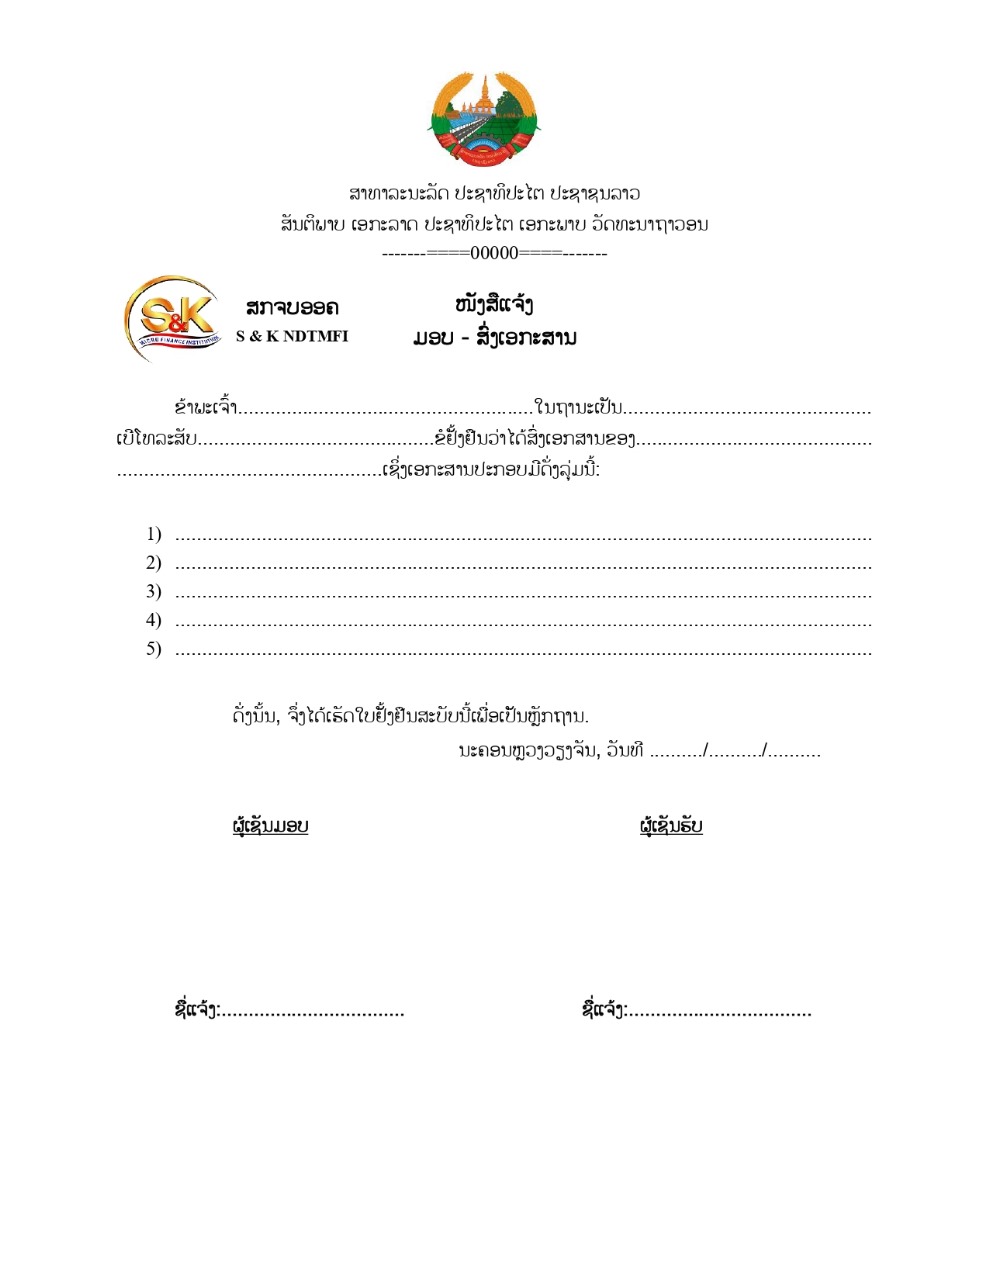 ສາທາລະນະລັດ ປະຊາທິປະໄຕ ປະຊາຊນລາວ
ສັນຕິພາບ ເອກະລາດ ປະຊາທິປະໄຕ ເອກະພາບ ວັດທະນາຖາວອນ
-------====00000====-------
S&K
MICRO FINANCE INSTITUTION
ສກຈບອອຄ
S & K NDTMFI
ໜັງສືແຈ້ງ
ມອບ - ສົ່ງເອກະສານ
ຂ້າພະເຈົ້າ.......................................................ໃນຖານະເປັນ..............................................
ເບີໂທລະສັບ............................................ຂໍຢັ້ງຢືນວ່າໄດ້ສົ່ງເອກສານຂອງ............................................
.................................................ເຊິ່ງເອກະສານປະກອບມີດັ່ງລຸ່ມນີ້:
1) .................................................................................................................................
2) .................................................................................................................................
3) .................................................................................................................................
4) .................................................................................................................................
5) .................................................................................................................................
ດັ່ງນັ້ນ, ຈຶ່ງໄດ້ເຮັດໃບຢັ້ງຢືນສະບັບນີ້ເພື່ອເປັນຫຼັກຖານ.
ນະຄອນຫຼວງວຽງຈັນ, ວັນທີ ........../........../..........
ຜູ້ເຊັນມອບ ຜູ້ເຊັນຮັບ
ຊື່ແຈ້ງ:.................................. ຊື່ແຈ້ງ:..................................